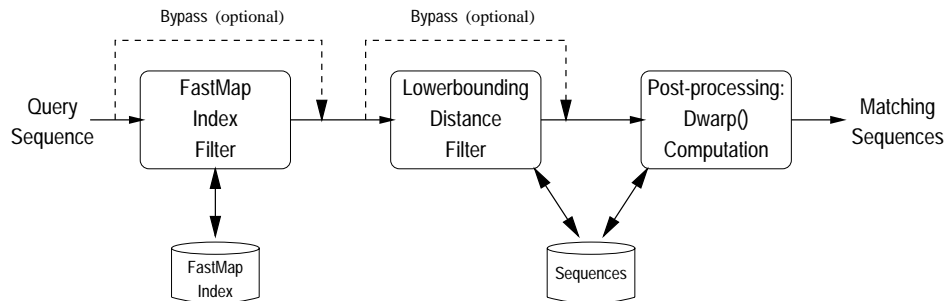 Bypass (optional)
Bypass (optional)
Query
Sequence
FastMap
Index
Filter
Lowerbounding
Distance
Filter
Post-processing:
Dwarp()
Computation
Matching
Sequences
FastMap
Index
Sequences